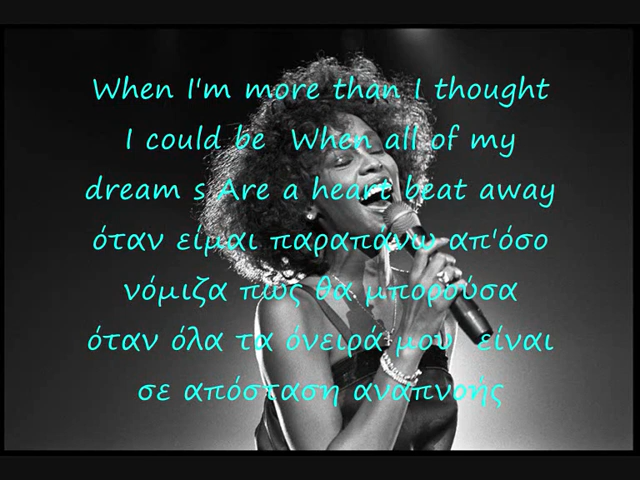 When I'm more than I thought
I could be When all of my
dream s Are a heart beat away
όταν είμαι παραπάνω απ'όσο
νόμιζα πως θα μπορούσα
όταν όλα τα όνειρά μου είναι
σε απόσταση αναπνοής